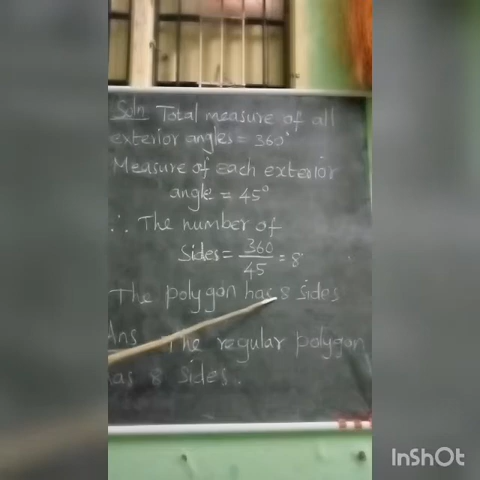 Soln Total measure of all
exterior angles = 360°
Measure of each exterior
angle = 45°
∴ The number of
Sides = 360/45 = 8
The polygon has 8 sides
Ans The regular polygon
has 8 sides.
InShOt